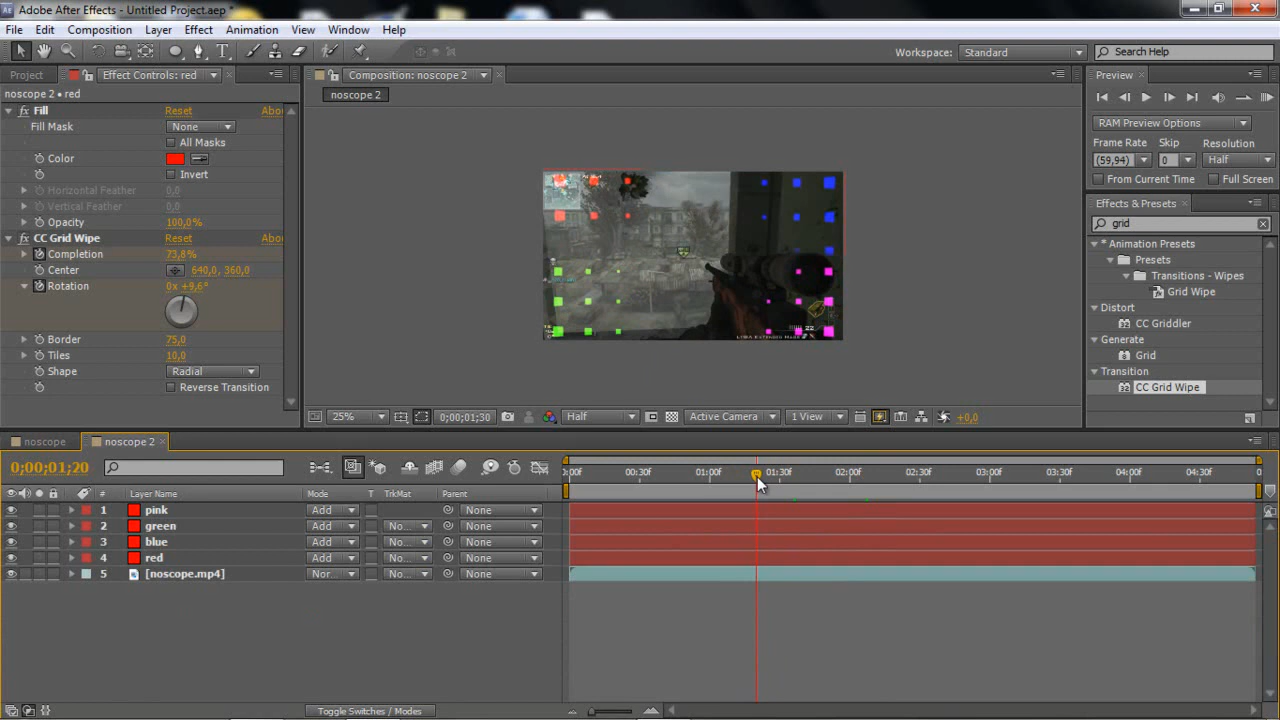 Adobe After Effects - Untitled Project.aep *
File Edit Composition Layer Effect Animation View Window Help
Workspace: Standard Search Help
Project Effect Controls: red Composition: noscope 2 Preview
noscope 2 • red
noscope 2
fx Fill Reset Abo
Fill Mask None
All Masks
Color
Invert
Horizontal Feather 0,0
Vertical Feather 0,0
Opacity 100,0%
fx CC Grid Wipe Reset Abo
Completion 73,8%
Center 640,0, 360,0
Rotation 0x +9,6°
Border 75,0
Tiles 10,0
Shape Radial
Reverse Transition
RAM Preview Options
Frame Rate Skip Resolution
(59,94) 0 Half
From Current Time Full Screen
Effects & Presets
grid
* Animation Presets
Presets
Transitions - Wipes
Grid Wipe
Distort
CC Griddler
Generate
Grid
Transition
CC Grid Wipe
25% 0;00;01;30 Half Active Camera 1 View +0,0
noscope noscope 2
0;00;01;20
:00F 00:30F 01:00F 01:30F 02:00F 02:30F 03:00F 03:30F 04:00F 04:30F
# Layer Name Mode T TrkMat Parent
1 pink Add None
2 green Add No... None
3 blue Add No... None
4 red Add No... None
5 [noscope.mp4] Nor... No... None
Toggle Switches / Modes